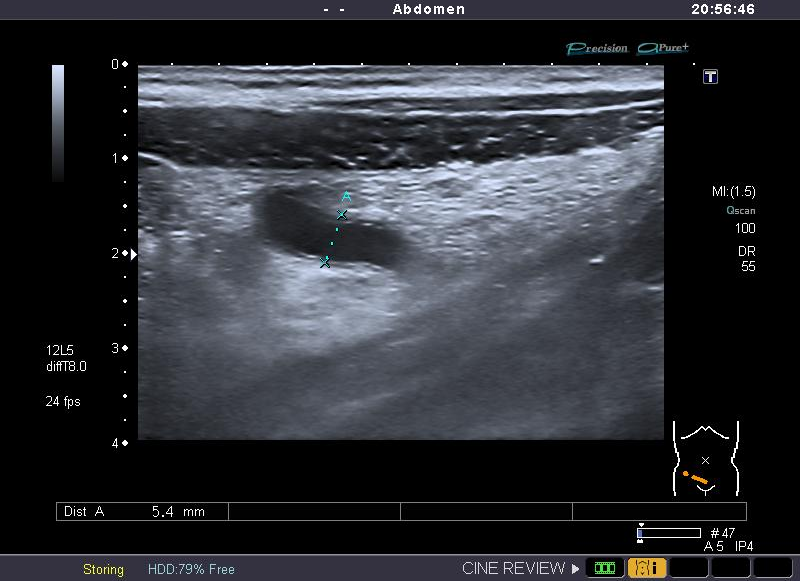 - - Abdomen 20:56:46
Precision APure+
T
0
1
2
3
4
A
MI:(1.5)
Qscan
100
DR
55
12L5
diffT8.0
24 fps
Dist A 5.4 mm
#47
A 5 IP4
Storing HDD:79% Free CINE REVIEW i